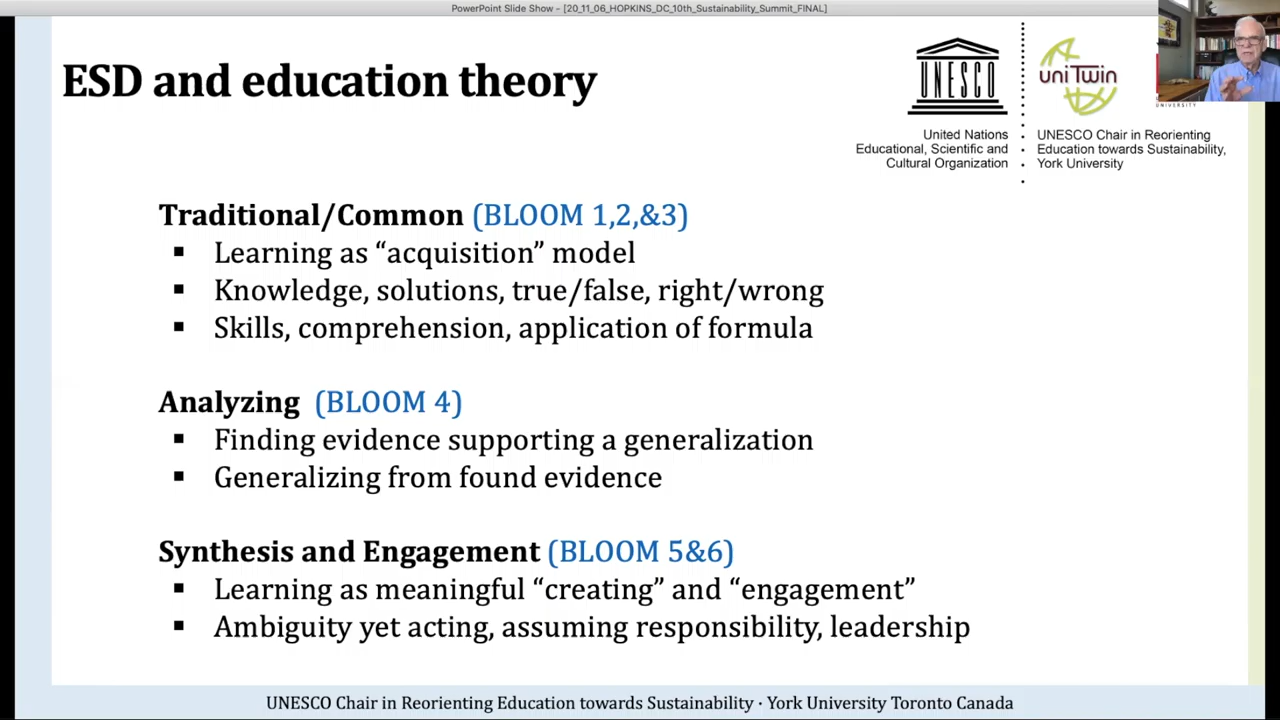 PowerPoint Slide Show - [20_11_06_HOPKINS_DC_10th_Sustainability_Summit_FINAL]
ESD and education theory
UNESCO
uniTwin
UNIVERSITY
United Nations
Educational, Scientific and
Cultural Organization
UNESCO Chair in Reorienting
Education towards Sustainability,
York University
Traditional/Common (BLOOM 1,2,&3)
▪ Learning as “acquisition” model
▪ Knowledge, solutions, true/false, right/wrong
▪ Skills, comprehension, application of formula
Analyzing (BLOOM 4)
▪ Finding evidence supporting a generalization
▪ Generalizing from found evidence
Synthesis and Engagement (BLOOM 5&6)
▪ Learning as meaningful “creating” and “engagement”
▪ Ambiguity yet acting, assuming responsibility, leadership
UNESCO Chair in Reorienting Education towards Sustainability · York University Toronto Canada